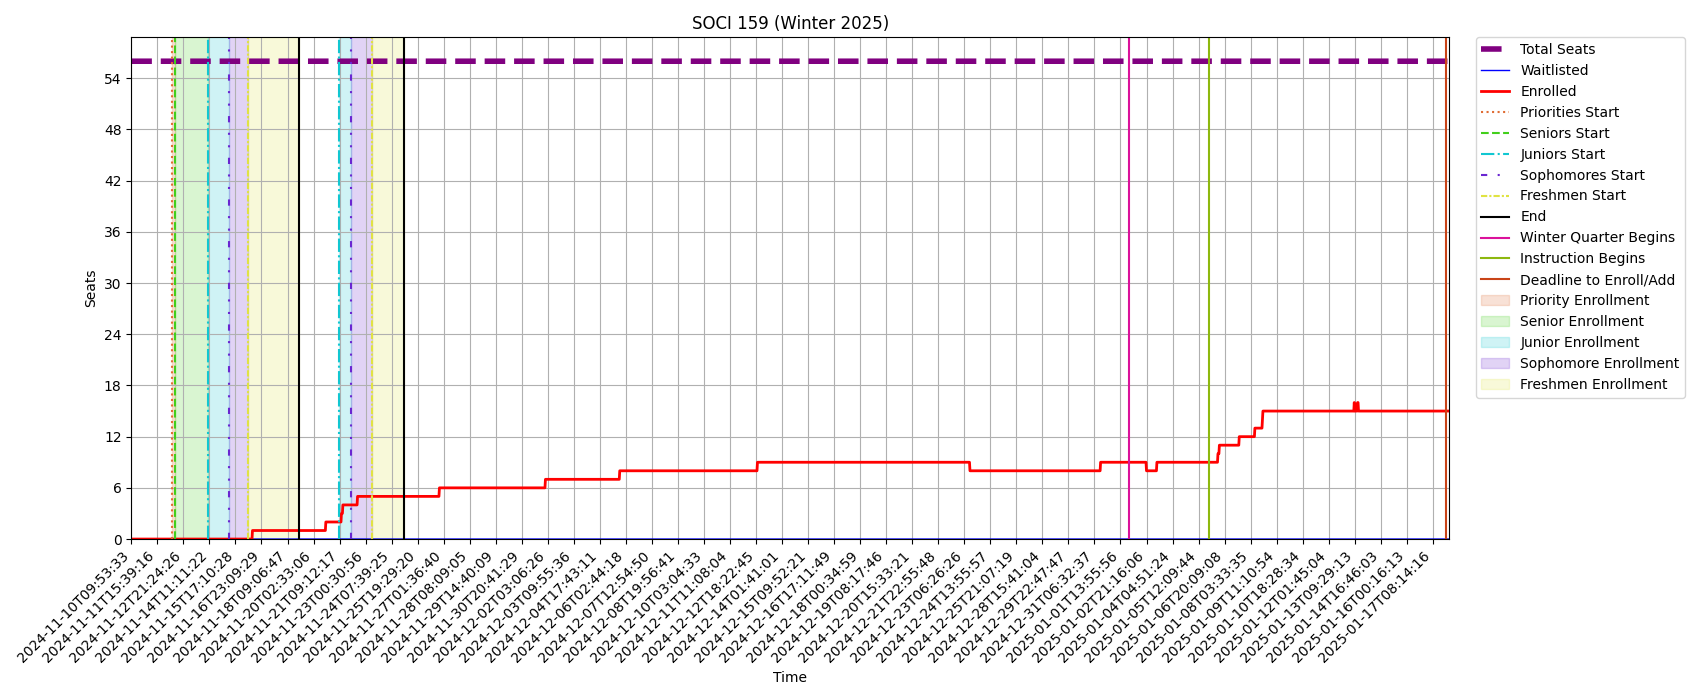 SOCI 159 (Winter 2025)
Seats
54
48
42
36
30
24
18
12
6
0
2024-11-10T09:53:33
2024-11-11T15:39:16
2024-11-12T21:24:26
2024-11-14T11:11:22
2024-11-15T17:10:28
2024-11-16T23:09:29
2024-11-18T09:06:47
2024-11-20T02:33:06
2024-11-21T09:12:17
2024-11-23T00:30:56
2024-11-24T07:39:25
2024-11-25T19:29:20
2024-11-27T01:36:40
2024-11-28T08:09:05
2024-11-29T14:40:09
2024-11-30T20:41:29
2024-12-02T03:06:26
2024-12-03T09:55:36
2024-12-04T17:43:11
2024-12-06T02:44:18
2024-12-07T12:54:50
2024-12-08T19:56:41
2024-12-10T03:04:33
2024-12-11T11:08:04
2024-12-12T18:22:45
2024-12-14T01:41:01
2024-12-15T09:52:21
2024-12-16T17:11:49
2024-12-18T00:34:59
2024-12-19T08:17:46
2024-12-20T15:33:21
2024-12-21T22:55:48
2024-12-23T06:26:26
2024-12-24T13:55:57
2024-12-25T21:07:19
2024-12-28T15:41:04
2024-12-29T22:47:47
2024-12-31T06:32:37
2025-01-01T13:55:56
2025-01-02T21:16:06
2025-01-04T04:51:24
2025-01-05T12:09:44
2025-01-06T20:09:08
2025-01-08T03:33:35
2025-01-09T11:10:54
2025-01-10T18:28:34
2025-01-12T01:45:04
2025-01-13T09:29:13
2025-01-14T16:46:03
2025-01-16T00:16:13
2025-01-17T08:14:16
Time
Total Seats
Waitlisted
Enrolled
Priorities Start
Seniors Start
Juniors Start
Sophomores Start
Freshmen Start
End
Winter Quarter Begins
Instruction Begins
Deadline to Enroll/Add
Priority Enrollment
Senior Enrollment
Junior Enrollment
Sophomore Enrollment
Freshmen Enrollment